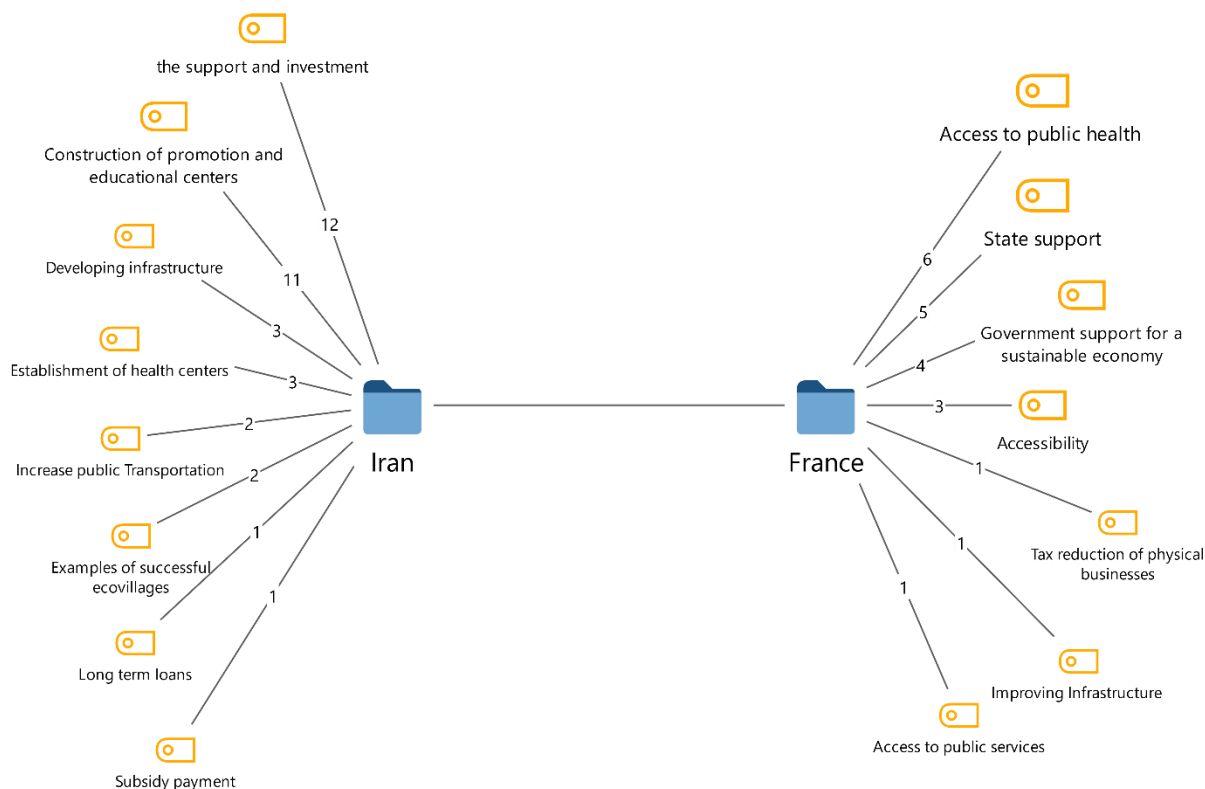 the support and investment
Construction of promotion and
educational centers
Developing infrastructure
Establishment of health centers
Increase public Transportation
Examples of successful
ecovillages
Long term loans
Subsidy payment
12
11
3
3
2
2
1
1
Iran
France
6
5
4
3
1
1
1
Access to public health
State support
Government support for a
sustainable economy
Accessibility
Tax reduction of physical
businesses
Improving Infrastructure
Access to public services